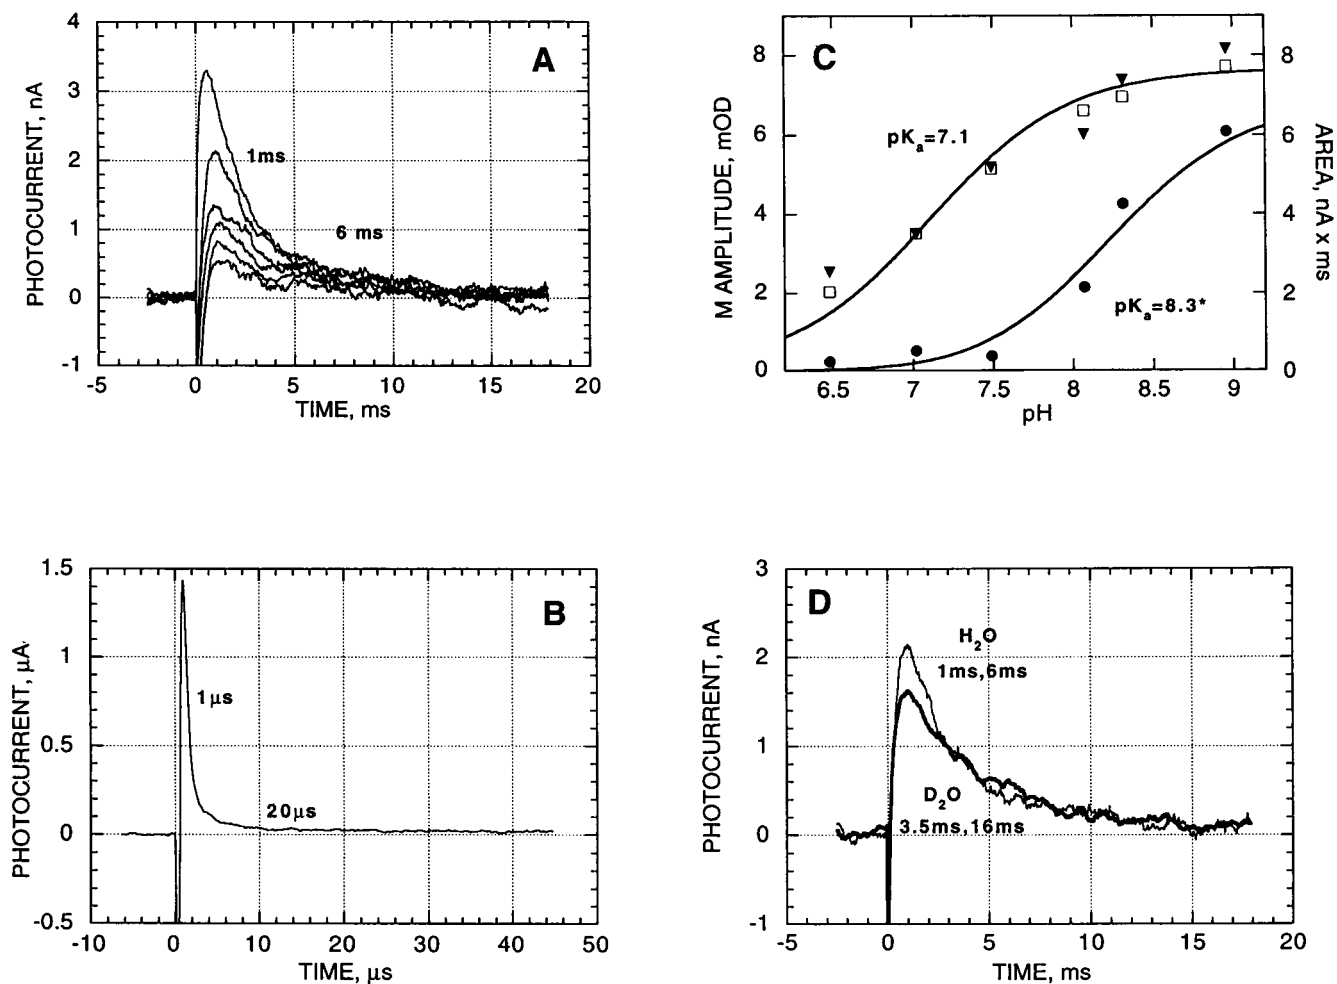 A
PHOTOCURRENT, nA
4
3
2
1
0
-1
1ms
6 ms
-5
0
5
10
15
20
TIME, ms
C
M AMPLITUDE, mOD
8
6
4
2
0
pKa=7.1
pKa=8.3*
8
6
4
2
0
AREA, nA x ms
6.5
7
7.5
8
8.5
9
pH
B
PHOTOCURRENT, μA
1.5
1
0.5
0
-0.5
1μs
20μs
-10
0
10
20
30
40
50
TIME, μs
D
PHOTOCURRENT, nA
3
2
1
0
-1
H2O
1ms,6ms
D2O
3.5ms,16ms
-5
0
5
10
15
20
TIME, ms